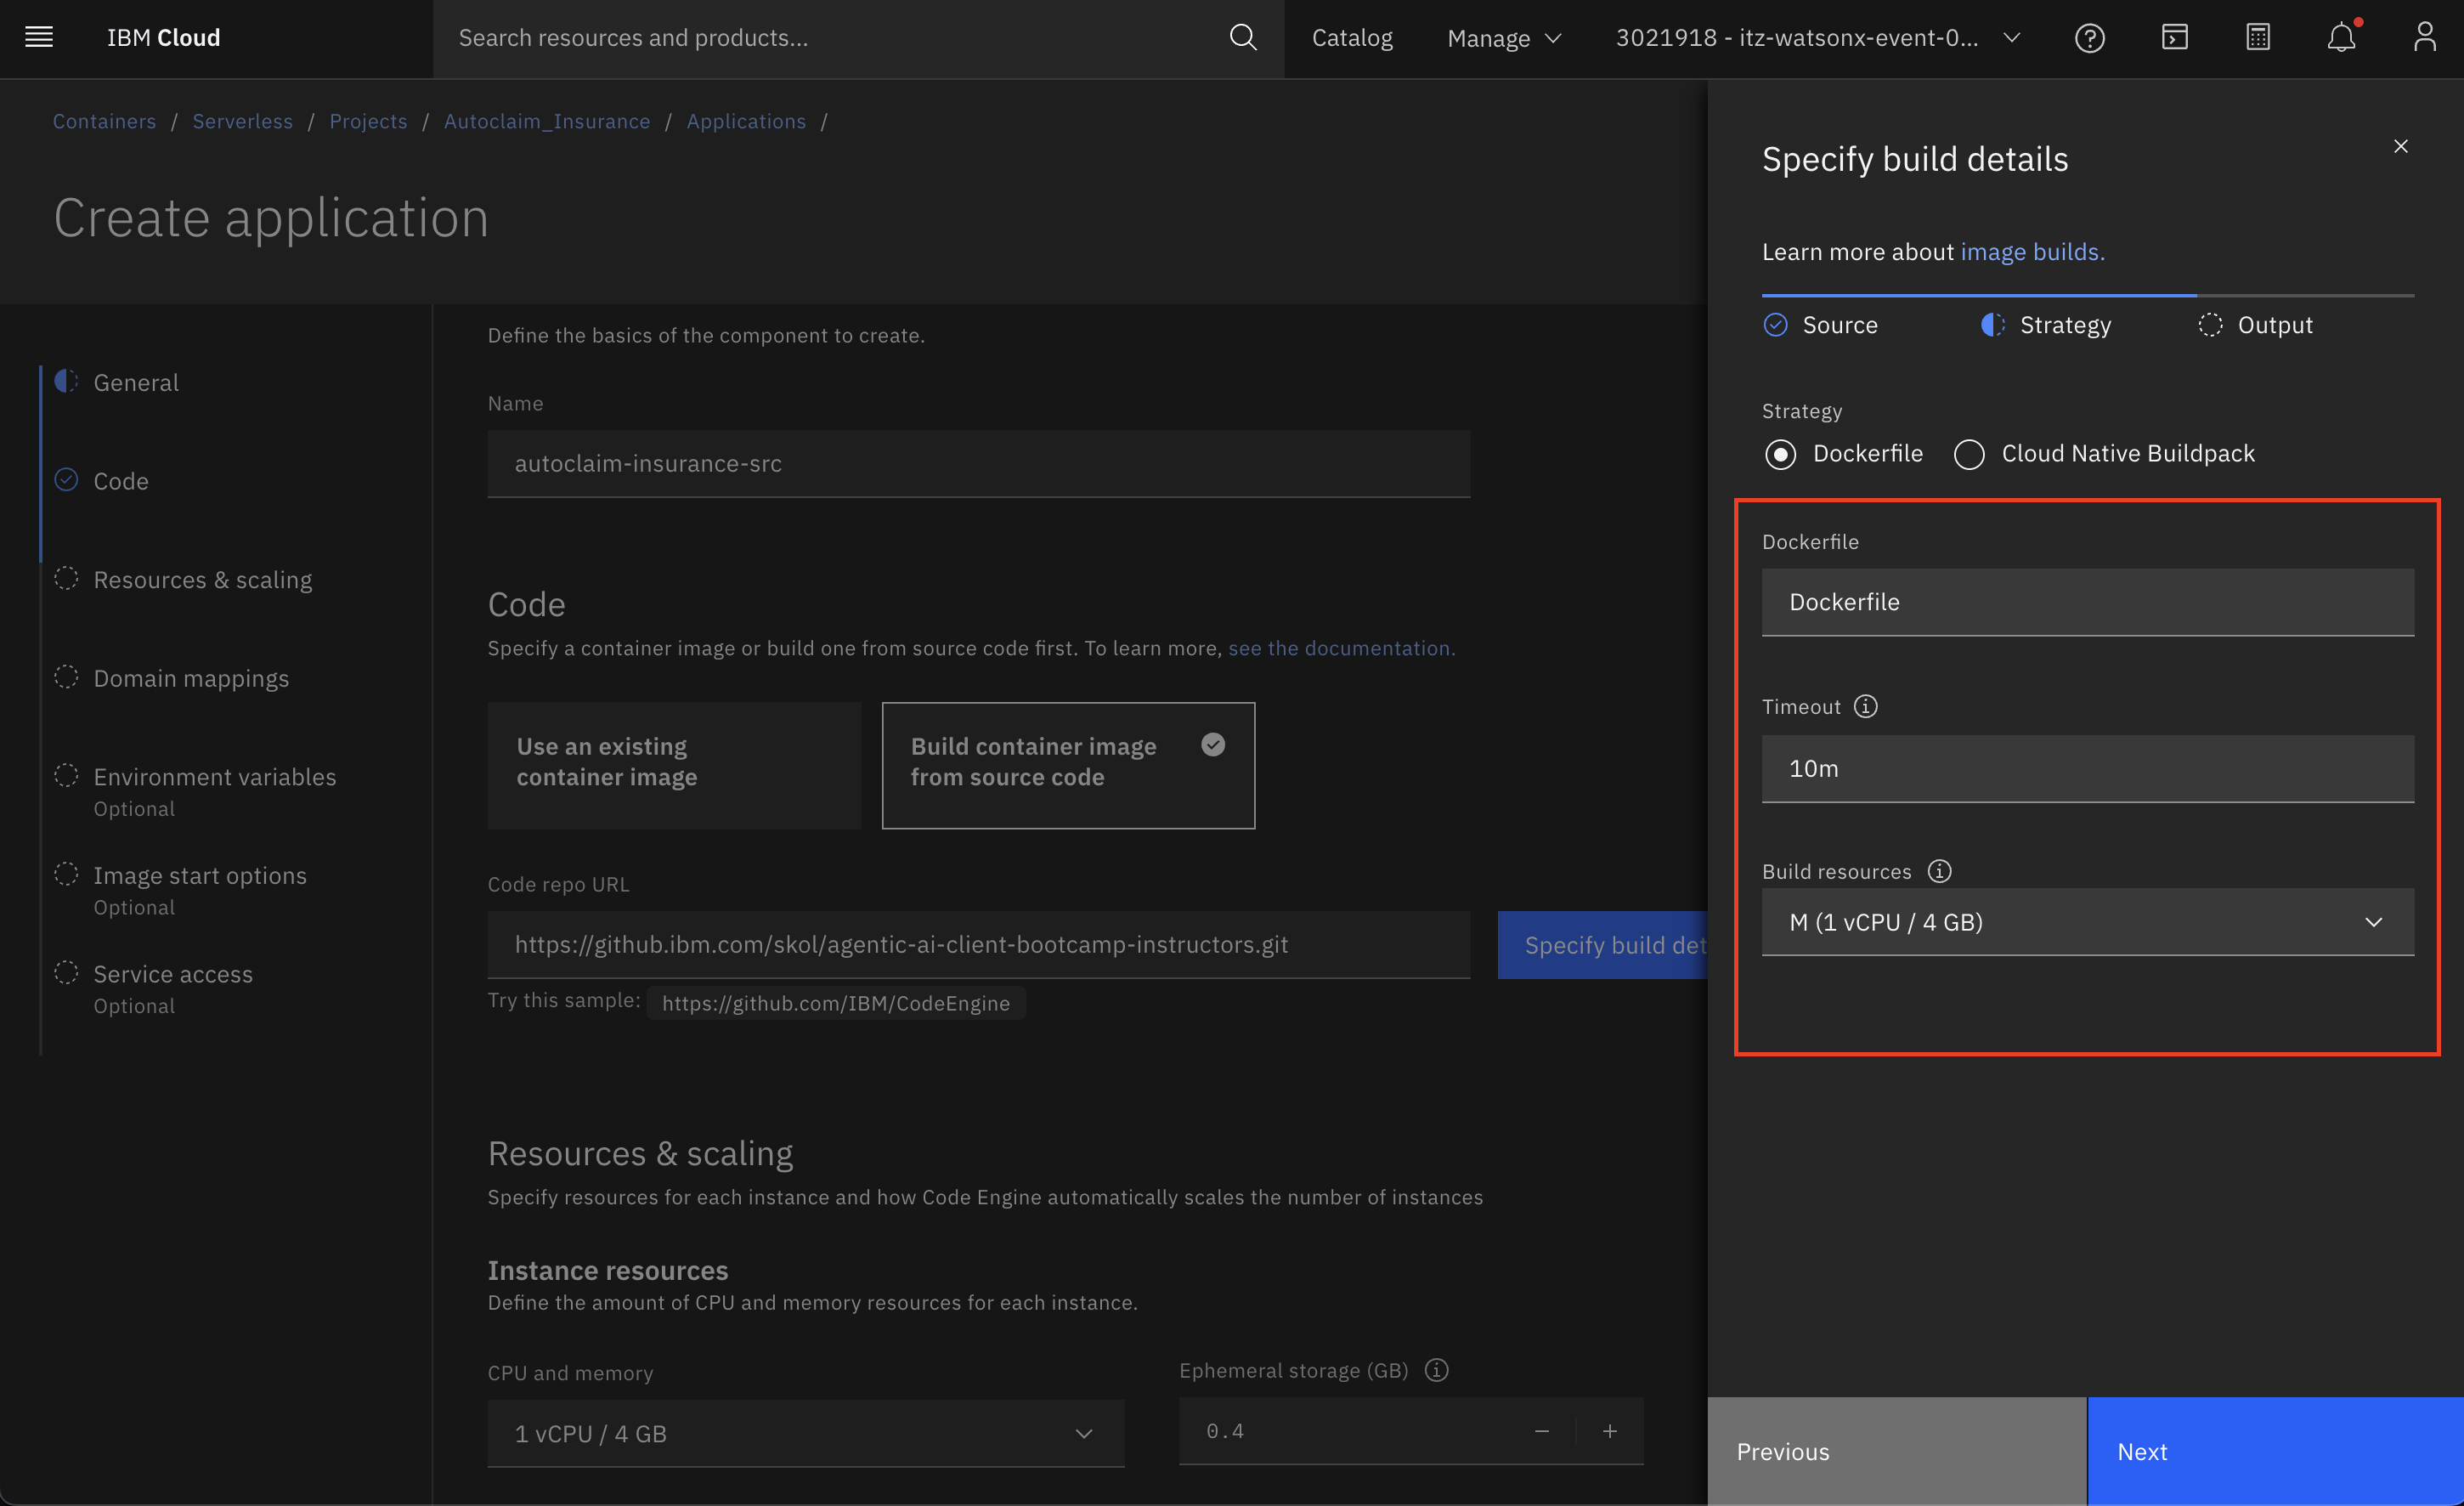 IBM Cloud
Search resources and products...
Catalog
Manage
3021918 - itz-watsonx-event-0...
Containers / Serverless / Projects / Autoclaim_Insurance / Applications /
Create application
General
Code
Resources & scaling
Domain mappings
Environment variables
Optional
Image start options
Optional
Service access
Optional
Define the basics of the component to create.
Name
autoclaim-insurance-src
Code
Specify a container image or build one from source code first. To learn more, see the documentation.
Use an existing
container image
Build container image
from source code
Code repo URL
https://github.ibm.com/skol/agentic-ai-client-bootcamp-instructors.git
Specify build det
Try this sample: https://github.com/IBM/CodeEngine
Resources & scaling
Specify resources for each instance and how Code Engine automatically scales the number of instances
Instance resources
Define the amount of CPU and memory resources for each instance.
CPU and memory
1 vCPU / 4 GB
Ephemeral storage (GB)
0.4
Specify build details
Learn more about image builds.
Source
Strategy
Output
Strategy
Dockerfile
Cloud Native Buildpack
Dockerfile
Dockerfile
Timeout
10m
Build resources
M (1 vCPU / 4 GB)
Previous
Next